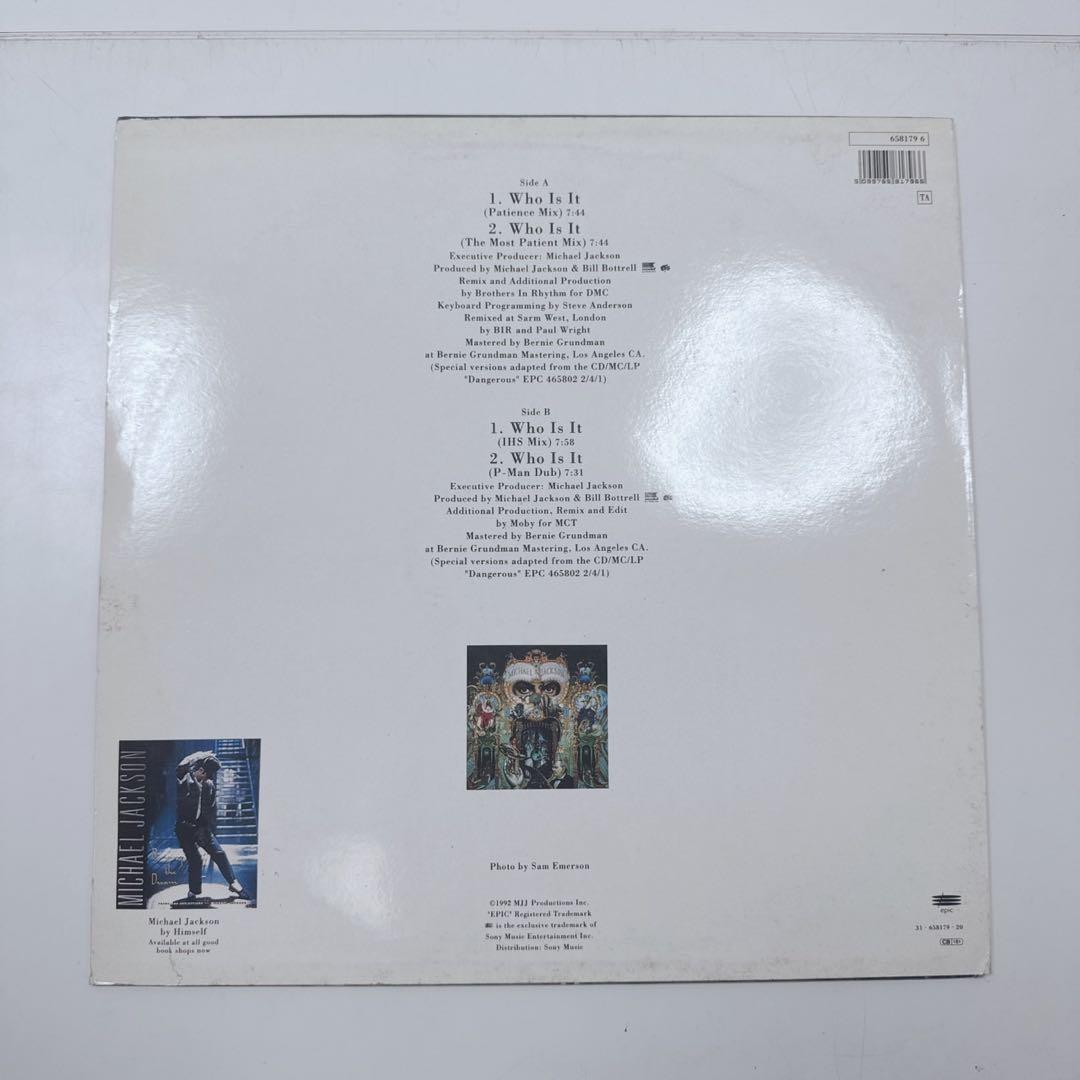 658179 6
TA
Side A
1. Who Is It
(Patience Mix) 7:44
2. Who Is It
(The Most Patient Mix) 7:44
Executive Producer: Michael Jackson
Produced by Michael Jackson & Bill Bottrell
Remix and Additional Production
by Brothers In Rhythm for DMC
Keyboard Programming by Steve Anderson
Remixed at Sarm West, London
by BIR and Paul Wright
Mastered by Bernie Grundman
at Bernie Grundman Mastering, Los Angeles CA.
(Special versions adapted from the CD/MC/LP
"Dangerous" EPC 465802 2/4/1)
Side B
1. Who Is It
(IHS Mix) 7:58
2. Who Is It
(P-Man Dub) 7:31
Executive Producer: Michael Jackson
Produced by Michael Jackson & Bill Bottrell
Additional Production, Remix and Edit
by Moby for MCT
Mastered by Bernie Grundman
at Bernie Grundman Mastering, Los Angeles CA.
(Special versions adapted from the CD/MC/LP
"Dangerous" EPC 465802 2/4/1)
MICHAEL JACKSON
MICHAEL JACKSON
the
Dream
Michael Jackson
by Himself
Available at all good
book shops now
Photo by Sam Emerson
©1992 MJJ Productions Inc.
"EPIC" Registered Trademark
is the exclusive trademark of
Sony Music Entertainment Inc.
Distribution: Sony Music
epic
31 - 658179 - 20